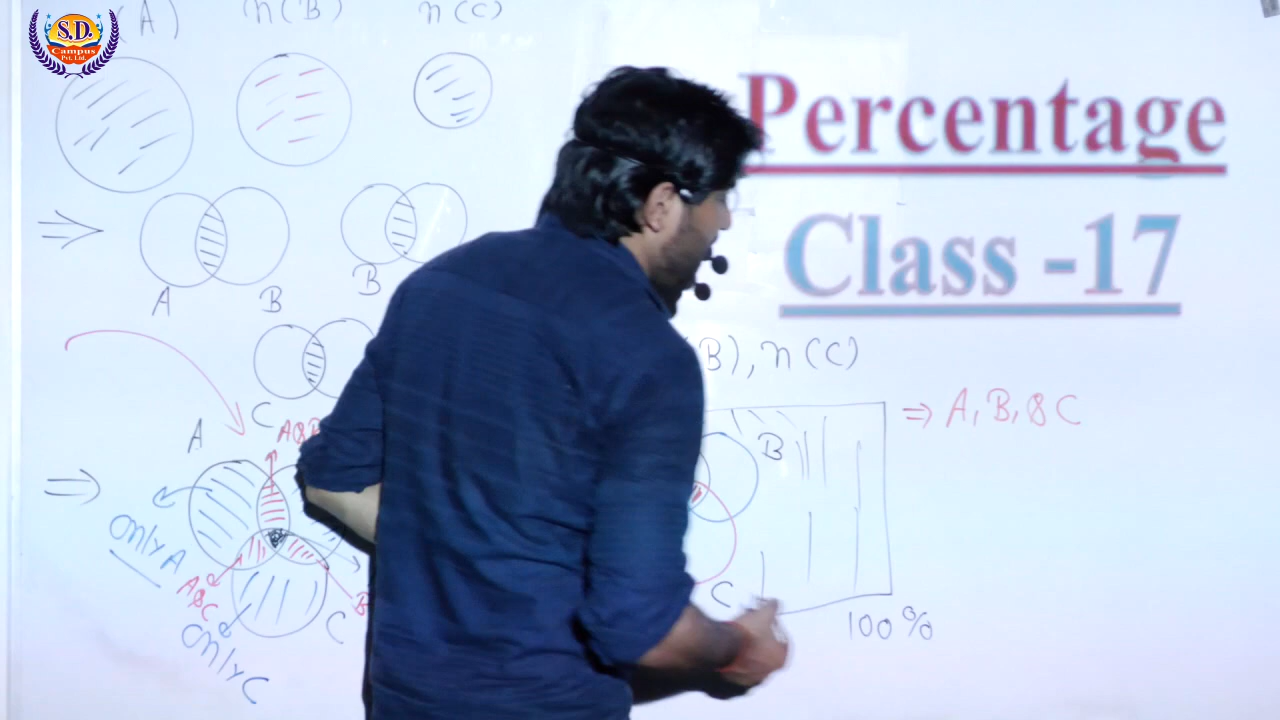 S.D.
Campus
Pvt. Ltd.
(A)
n(B)
n(C)
Percentage
Class -17
A
B
B
C
B), n(C)
⇒ A, B, & C
A
A&B
B
only A
A&C
C
only C
B
C
100%